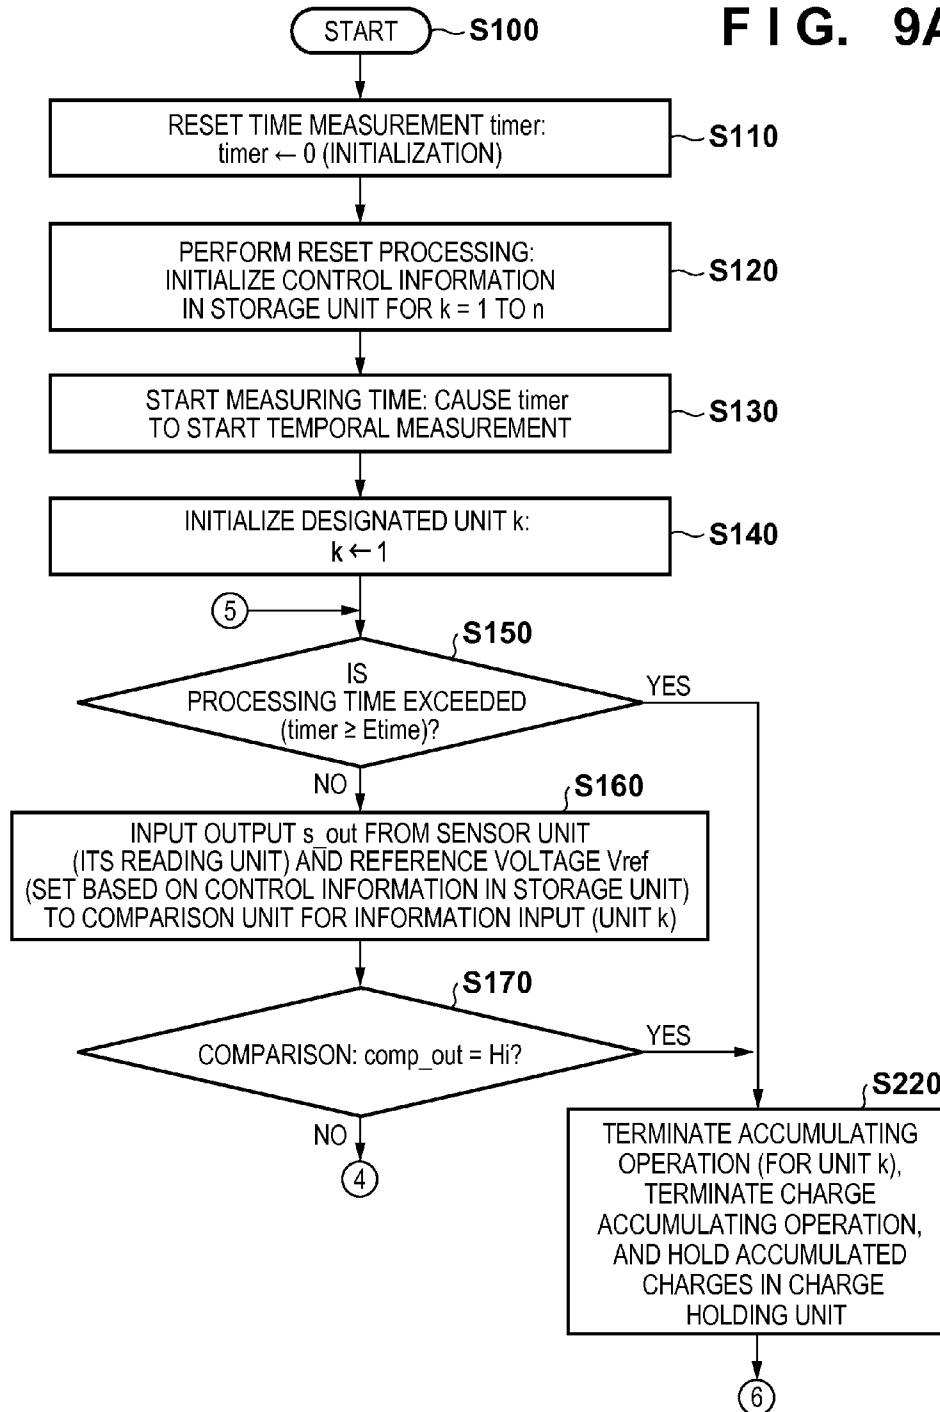 FIG. 9A
START
S100
RESET TIME MEASUREMENT timer:
timer ← 0 (INITIALIZATION)
S110
PERFORM RESET PROCESSING:
INITIALIZE CONTROL INFORMATION
IN STORAGE UNIT FOR k = 1 TO n
S120
START MEASURING TIME: CAUSE timer
TO START TEMPORAL MEASUREMENT
S130
INITIALIZE DESIGNATED UNIT k:
k ← 1
S140
5
S150
IS
PROCESSING TIME EXCEEDED
(timer ≥ Etime)?
YES
NO
S160
INPUT OUTPUT s_out FROM SENSOR UNIT
(ITS READING UNIT) AND REFERENCE VOLTAGE Vref
(SET BASED ON CONTROL INFORMATION IN STORAGE UNIT)
TO COMPARISON UNIT FOR INFORMATION INPUT (UNIT k)
S170
COMPARISON: comp_out = Hi?
YES
NO
4
S220
TERMINATE ACCUMULATING
OPERATION (FOR UNIT k),
TERMINATE CHARGE
ACCUMULATING OPERATION,
AND HOLD ACCUMULATED
CHARGES IN CHARGE
HOLDING UNIT
6